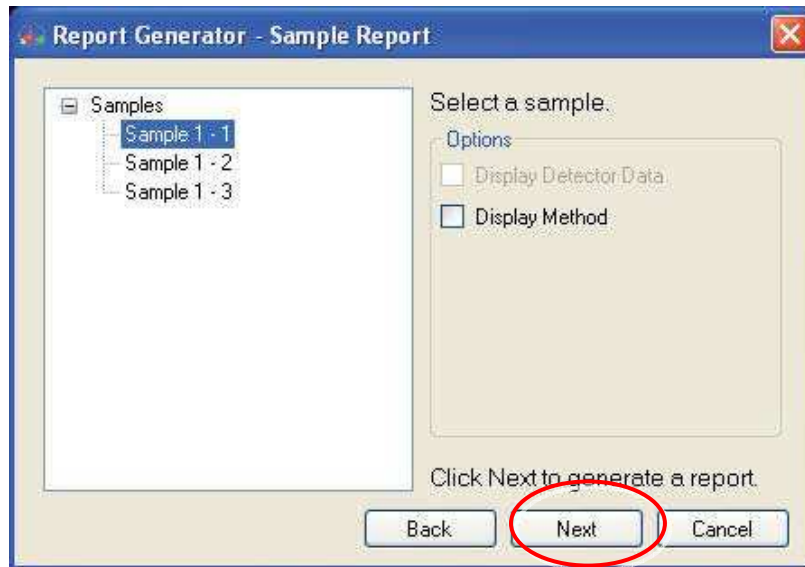 Report Generator - Sample Report
Samples
Sample 1 - 1
Sample 1 - 2
Sample 1 - 3
Select a sample.
Options
Display Detector Data
Display Method
Click Next to generate a report.
Back
Next
Cancel